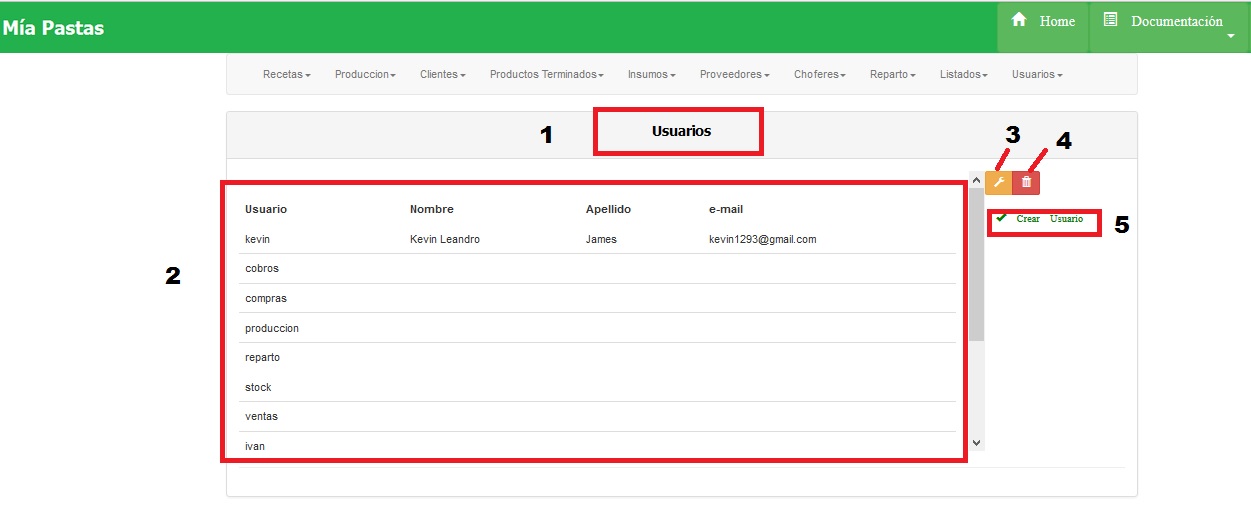 Mía Pastas Home Documentación
Recetas Produccion Clientes Productos Terminados Insumos Proveedores Choferes Reparto Listados Usuarios
1 Usuarios 3 4
Usuario Nombre Apellido e-mail
Crear Usuario 5
kevin Kevin Leandro James kevin1293@gmail.com
2 cobros
compras
produccion
reparto
stock
ventas
ivan